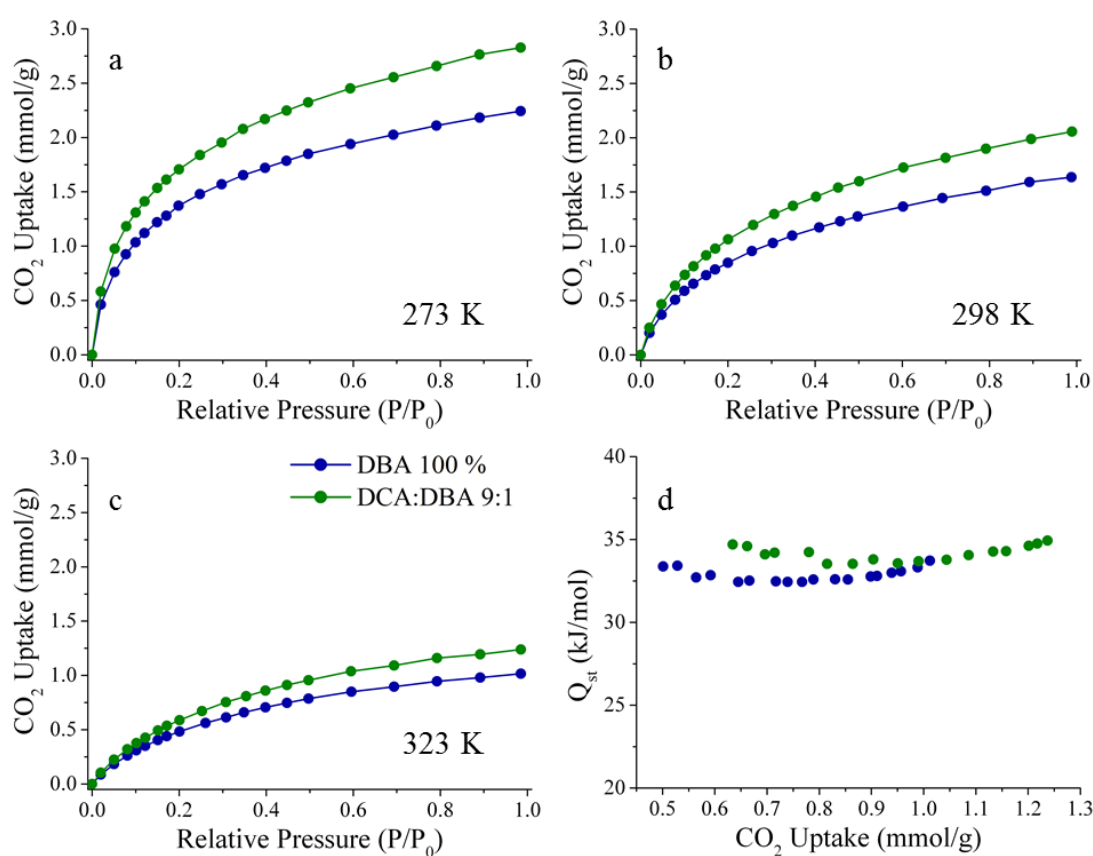 a
3.0
2.5
2.0
1.5
1.0
0.5
0.0
CO2 Uptake (mmol/g)
273 K
0.0 0.2 0.4 0.6 0.8 1.0
Relative Pressure (P/P0)
b
3.0
2.5
2.0
1.5
1.0
0.5
0.0
CO2 Uptake (mmol/g)
298 K
0.0 0.2 0.4 0.6 0.8 1.0
Relative Pressure (P/P0)
c
DBA 100 %
DCA:DBA 9:1
3.0
2.5
2.0
1.5
1.0
0.5
0.0
CO2 Uptake (mmol/g)
323 K
0.0 0.2 0.4 0.6 0.8 1.0
Relative Pressure (P/P0)
d
40
35
30
25
20
Qst (kJ/mol)
0.5 0.6 0.7 0.8 0.9 1.0 1.1 1.2 1.3
CO2 Uptake (mmol/g)